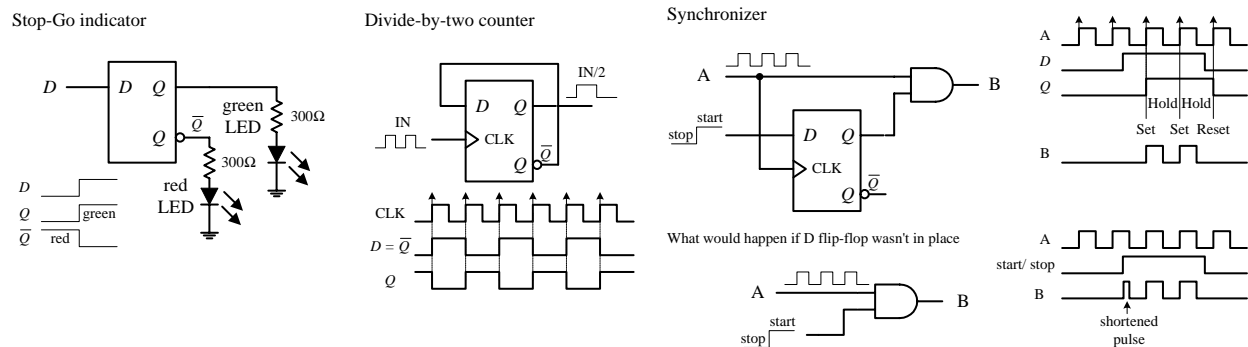 Stop-Go indicator
D
D
Q
Q
Q̅
green
LED
300Ω
300Ω
red
LED
D
Q
green
Q̅
red
Divide-by-two counter
IN/2
D
Q
IN
CLK
Q
Q̅
CLK
D = Q̅
Q
Synchronizer
A
B
start
stop
D
Q
CLK
Q
Q̅
A
D
Q
Hold
Hold
Set
Set
Reset
B
What would happen if D flip-flop wasn't in place
A
B
start
stop
A
start/ stop
B
shortened
pulse